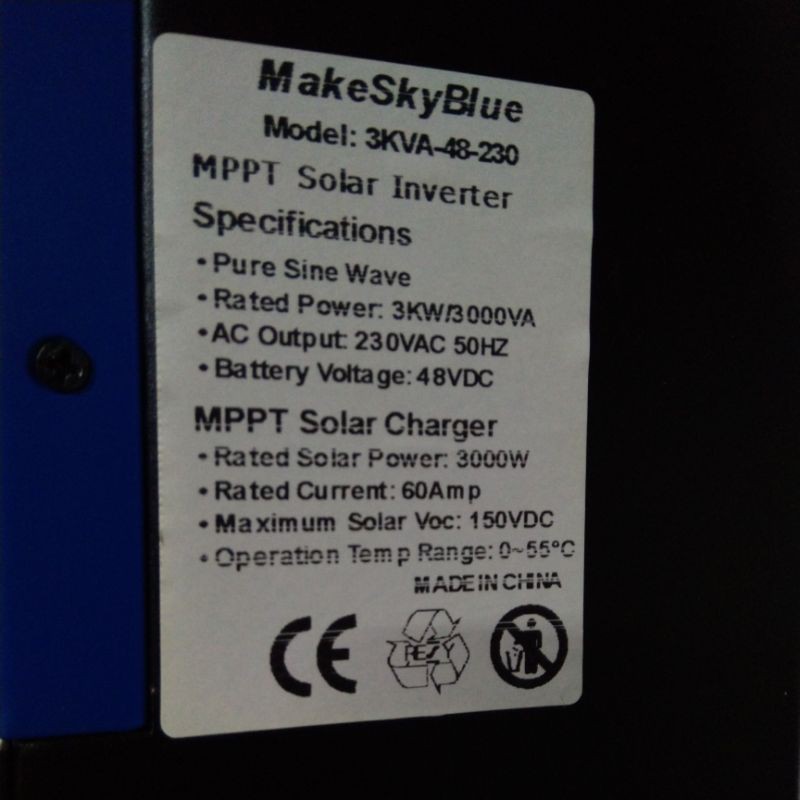 MakeSkyBlue
Model: 3KVA-48-230
MPPT Solar Inverter
Specifications
• Pure Sine Wave
• Rated Power: 3KW/3000VA
• AC Output: 230VAC 50HZ
• Battery Voltage: 48VDC
MPPT Solar Charger
• Rated Solar Power: 3000W
• Rated Current: 60Amp
• Maximum Solar Voc: 150VDC
• Operation Temp Range: 0~55°C
MADE IN CHINA
CE